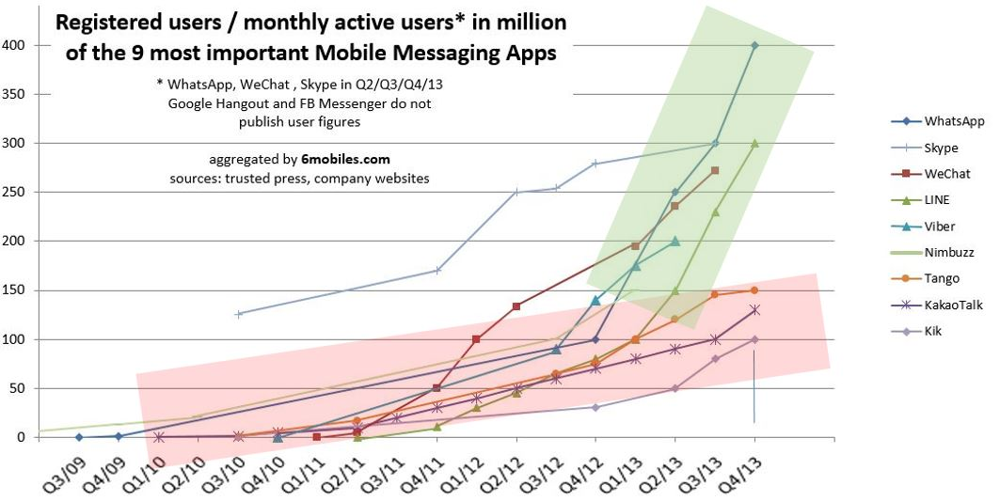 Registered users / monthly active users* in million
of the 9 most important Mobile Messaging Apps
* WhatsApp, WeChat , Skype in Q2/Q3/Q4/13
Google Hangout and FB Messenger do not
publish user figures
aggregated by 6mobiles.com
sources: trusted press, company websites
400
350
300
250
200
150
100
50
0
Q3/09
Q4/09
Q1/10
Q2/10
Q3/10
Q4/10
Q1/11
Q2/11
Q3/11
Q4/11
Q1/12
Q2/12
Q3/12
Q4/12
Q1/13
Q2/13
Q3/13
Q4/13
WhatsApp
Skype
WeChat
LINE
Viber
Nimbuzz
Tango
KakaoTalk
Kik